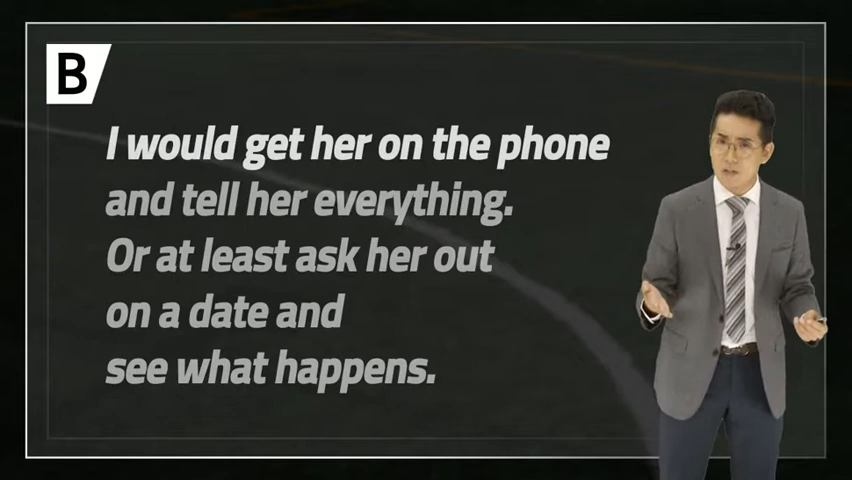 B
I would get her on the phone
and tell her everything.
Or at least ask her out
on a date and
see what happens.